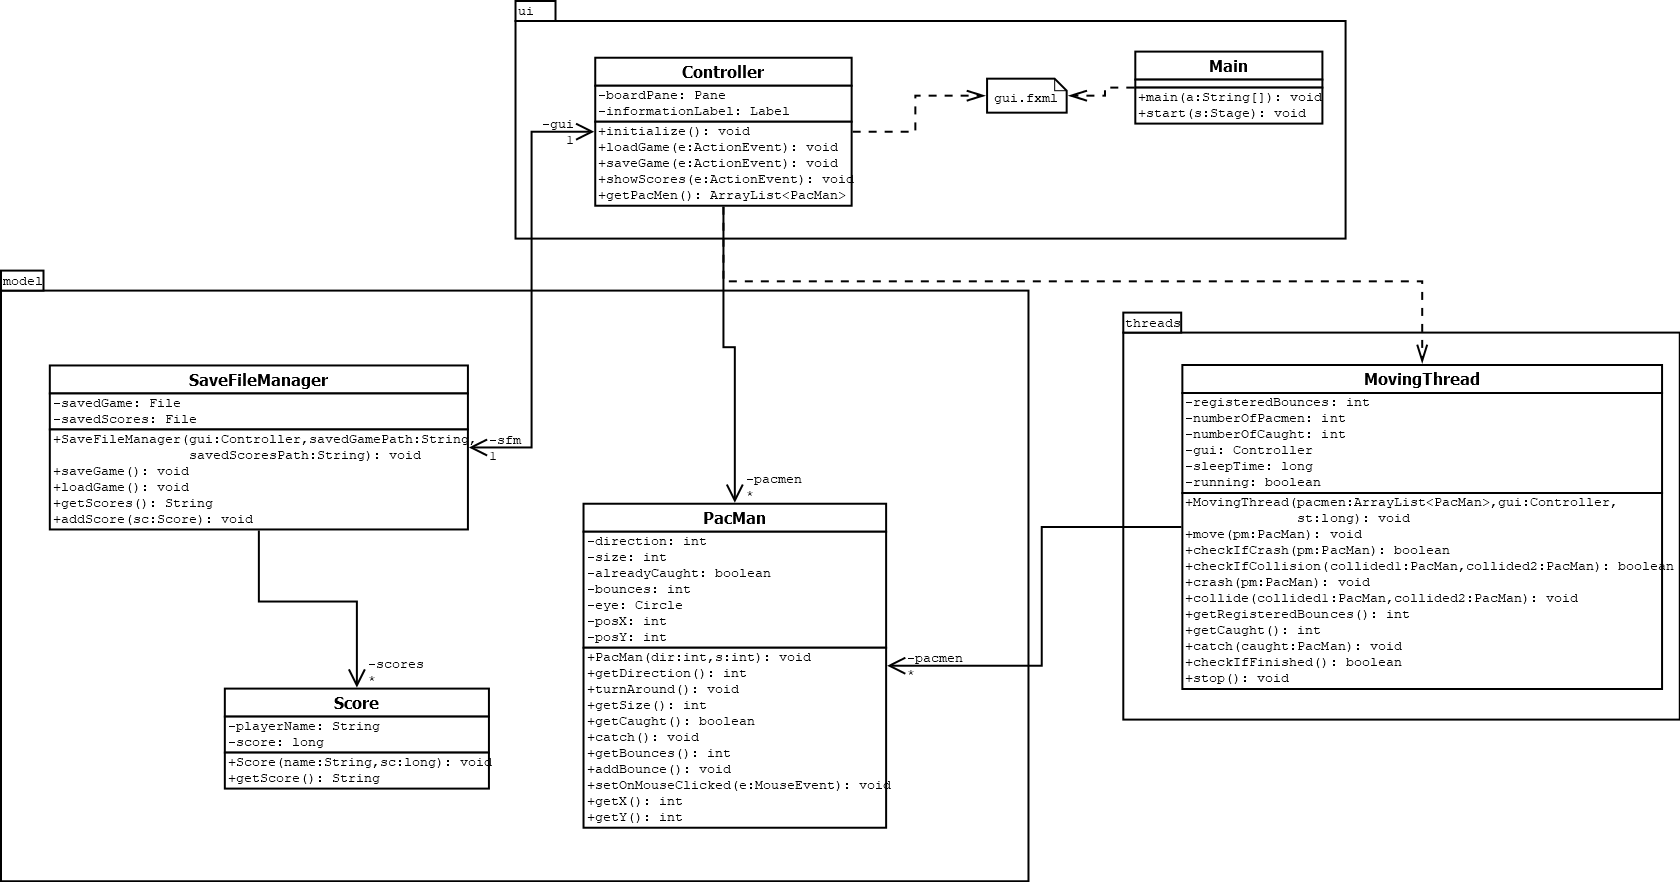 ui
Controller
-boardPane: Pane
-informationLabel: Label
+initialize(): void
+loadGame(e:ActionEvent): void
+saveGame(e:ActionEvent): void
+showScores(e:ActionEvent): void
+getPacMen(): ArrayList<PacMan>
gui.fxml
Main
+main(a:String[]): void
+start(s:Stage): void
-gui
1
model
SaveFileManager
-savedGame: File
-savedScores: File
+SaveFileManager(gui:Controller,savedGamePath:String,
savedScoresPath:String): void
+saveGame(): void
+loadGame(): void
+getScores(): String
+addScore(sc:Score): void
-sfm
1
-scores
*
Score
-playerName: String
-score: long
+Score(name:String,sc:long): void
+getScore(): String
-pacmen
*
PacMan
-direction: int
-size: int
-alreadyCaught: boolean
-bounces: int
-eye: Circle
-posX: int
-posY: int
+PacMan(dir:int,s:int): void
+getDirection(): int
+turnAround(): void
+getSize(): int
+getCaught(): boolean
+catch(): void
+getBounces(): int
+addBounce(): void
+setOnMouseClicked(e:MouseEvent): void
+getX(): int
+getY(): int
-pacmen
*
threads
MovingThread
-registeredBounces: int
-numberOfPacmen: int
-numberOfCaught: int
-gui: Controller
-sleepTime: long
-running: boolean
+MovingThread(pacmen:ArrayList<PacMan>,gui:Controller,
st:long): void
+move(pm:PacMan): void
+checkIfCrash(pm:PacMan): boolean
+checkIfCollision(collided1:PacMan,collided2:PacMan): boolean
+crash(pm:PacMan): void
+collide(collided1:PacMan,collided2:PacMan): void
+getRegisteredBounces(): int
+getCaught(): int
+catch(caught:PacMan): void
+checkIfFinished(): boolean
+stop(): void